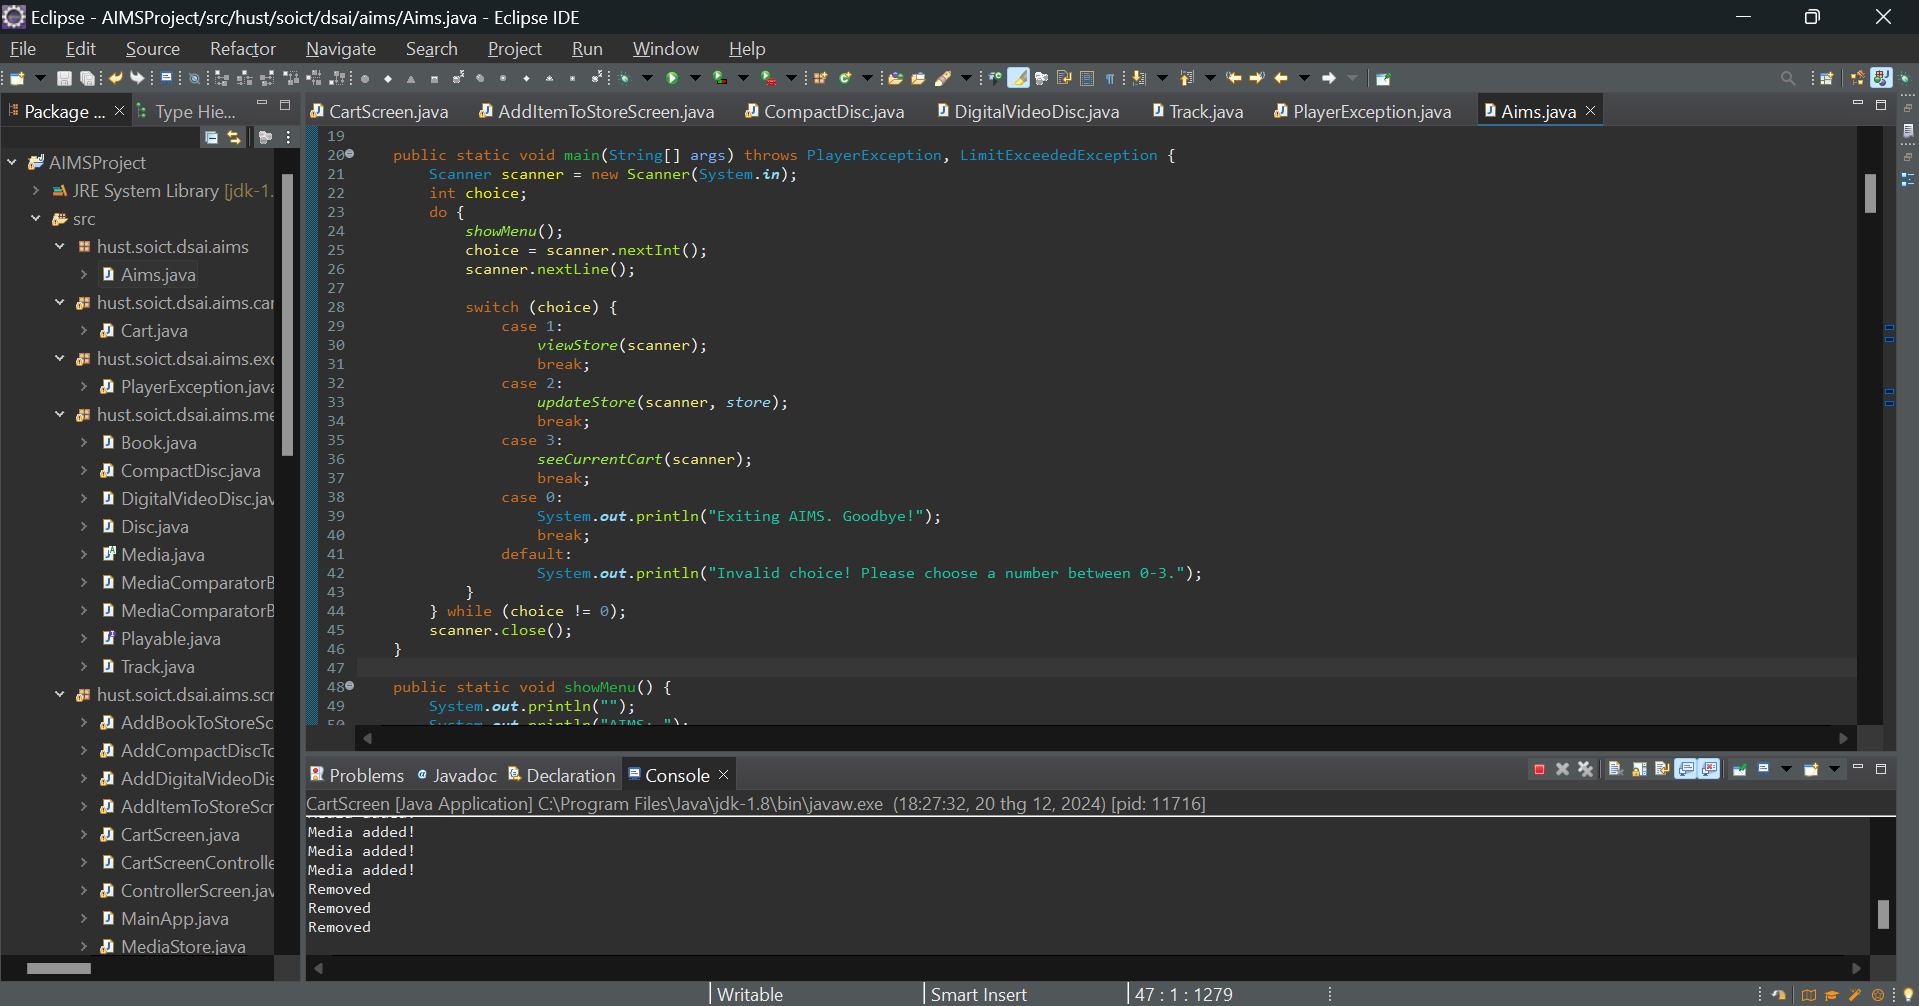 Eclipse - AIMSProject/src/hust/soict/dsai/aims/Aims.java - Eclipse IDE
File Edit Source Refactor Navigate Search Project Run Window Help
Package ... Type Hie...
CartScreen.java AddItemToStoreScreen.java CompactDisc.java DigitalVideoDisc.java Track.java PlayerException.java Aims.java
AIMSProject
JRE System Library [jdk-1.
src
hust.soict.dsai.aims
Aims.java
hust.soict.dsai.aims.car
Cart.java
hust.soict.dsai.aims.exc
PlayerException.java
hust.soict.dsai.aims.me
Book.java
CompactDisc.java
DigitalVideoDisc.jav
Disc.java
Media.java
MediaComparatorB
MediaComparatorB
Playable.java
Track.java
hust.soict.dsai.aims.scr
AddBookToStoreSc
AddCompactDiscTo
AddDigitalVideoDis
AddItemToStoreScr
CartScreen.java
CartScreenControlle
ControllerScreen.jav
MainApp.java
MediaStore.java
19
20 public static void main(String[] args) throws PlayerException, LimitExceededException {
21 Scanner scanner = new Scanner(System.in);
22 int choice;
23 do {
24 showMenu();
25 choice = scanner.nextInt();
26 scanner.nextLine();
27
28 switch (choice) {
29 case 1:
30 viewStore(scanner);
31 break;
32 case 2:
33 updateStore(scanner, store);
34 break;
35 case 3:
36 seeCurrentCart(scanner);
37 break;
38 case 0:
39 System.out.println("Exiting AIMS. Goodbye!");
40 break;
41 default:
42 System.out.println("Invalid choice! Please choose a number between 0-3.");
43 }
44 } while (choice != 0);
45 scanner.close();
46 }
47
48 public static void showMenu() {
49 System.out.println("");
50 System.out.println("AIMS: ");
Problems Javadoc Declaration Console
CartScreen [Java Application] C:\Program Files\Java\jdk-1.8\bin\javaw.exe (18:27:32, 20 thg 12, 2024) [pid: 11716]
Media added!
Media added!
Media added!
Removed
Removed
Removed
Writable Smart Insert 47 : 1 : 1279